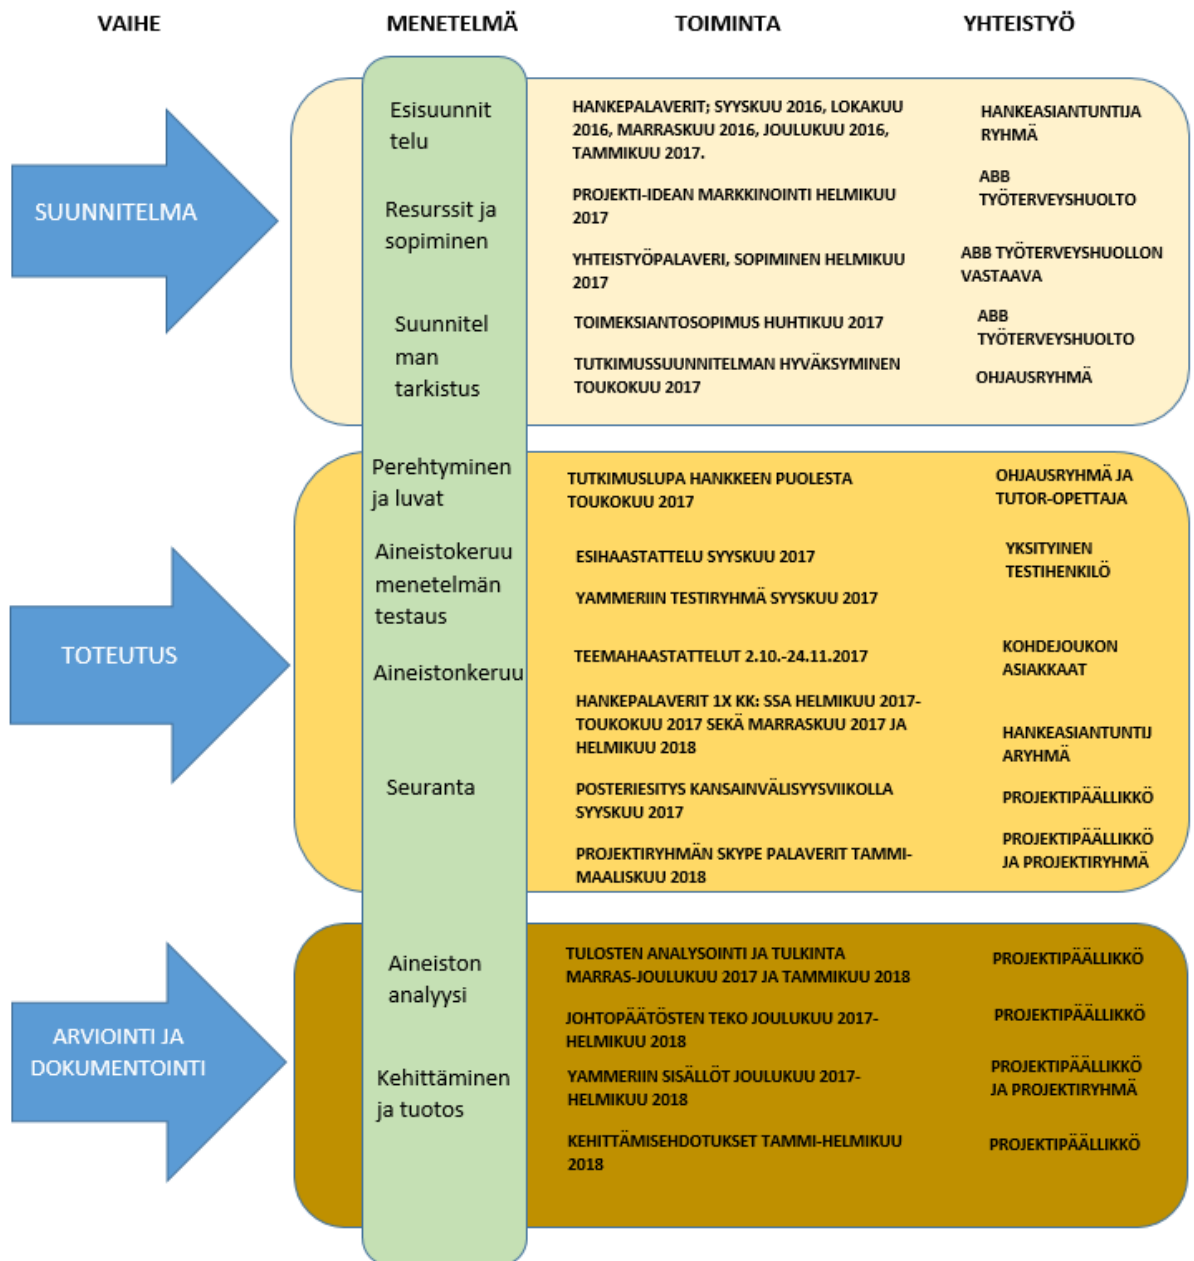 VAIHE
MENETELMÄ
TOIMINTA
YHTEISTYÖ
SUUNNITELMA
Esisuunnit
telu
HANKEPALAVERIT; SYYSKUU 2016, LOKAKUU
2016, MARRASKUU 2016, JOULUKUU 2016,
TAMMIKUU 2017.
HANKEASIANTUNTIJA
RYHMÄ
Resurssit ja
sopiminen
PROJEKTI-IDEAN MARKKINOINTI HELMIKUU
2017
ABB
TYÖTERVEYSHUOLTO
YHTEISTYÖPALAVERI, SOPIMINEN HELMIKUU
2017
ABB TYÖTERVEYSHUOLLON
VASTAAVA
Suunnitel
man
tarkistus
TOIMEKSIANTOSOPIMUS HUHTIKUU 2017
ABB
TYÖTERVEYSHUOLTO
TUTKIMUSSUUNNITELMAN HYVÄKSYMINEN
TOUKOKUU 2017
OHJAUSRYHMÄ
TOTEUTUS
Perehtyminen
ja luvat
TUTKIMUSLUPA HANKKEEN PUOLESTA
TOUKOKUU 2017
OHJAUSRYHMÄ JA
TUTOR-OPETTAJA
Aineistokeruu
menetelmän
testaus
ESIHAASTATTELU SYYSKUU 2017
YKSITYINEN
TESTIHENKILÖ
YAMMERIIN TESTIRYHMÄ SYYSKUU 2017
Aineistonkeruu
TEEMAHAASTATTELUT 2.10.-24.11.2017
KOHDEJOUKON
ASIAKKAAT
HANKEPALAVERIT 1X KK: SSA HELMIKUU 2017-
TOUKOKUU 2017 SEKÄ MARRASKUU 2017 JA
HELMIKUU 2018
HANKEASIANTUNTIJ
ARYHMÄ
Seuranta
POSTERIESITYS KANSAINVÄLISYYSVIIKOLLA
SYYSKUU 2017
PROJEKTIPÄÄLLIKKÖ
PROJEKTIRYHMÄN SKYPE PALAVERIT TAMMI-
MAALISKUU 2018
PROJEKTIPÄÄLLIKKÖ
JA PROJEKTIRYHMÄ
ARVIOINTI JA
DOKUMENTOINTI
Aineiston
analyysi
TULOSTEN ANALYSOINTI JA TULKINTA
MARRAS-JOULUKUU 2017 JA TAMMIKUU 2018
PROJEKTIPÄÄLLIKKÖ
JOHTOPÄÄTÖSTEN TEKO JOULUKUU 2017-
HELMIKUU 2018
PROJEKTIPÄÄLLIKKÖ
Kehittäminen
ja tuotos
YAMMERIIN SISÄLLÖT JOULUKUU 2017-
HELMIKUU 2018
PROJEKTIPÄÄLLIKKÖ
JA PROJEKTIRYHMÄ
KEHITTÄMISEHDOTUKSET TAMMI-HELMIKUU
2018
PROJEKTIPÄÄLLIKKÖ